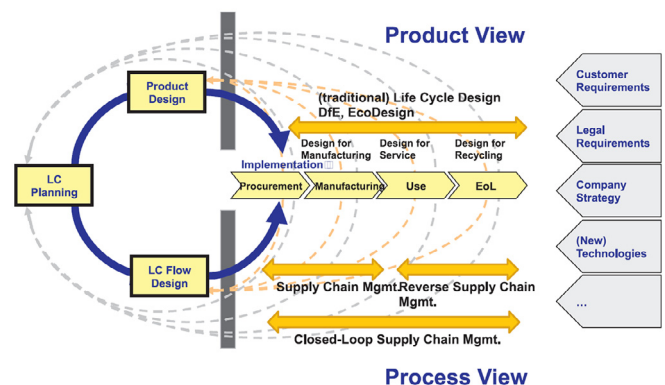 Product View
Product
Design
(traditional) Life Cycle Design
DfE, EcoDesign
Design for
Manufacturing
Design for
Service
Design for
Recycling
Implementation
LC
Planning
Procurement
Manufacturing
Use
EoL
LC Flow
Design
Supply Chain Mgmt.
Reverse Supply Chain
Mgmt.
Closed-Loop Supply Chain Mgmt.
Process View
Customer
Requirements
Legal
Requirements
Company
Strategy
(New)
Technologies
...